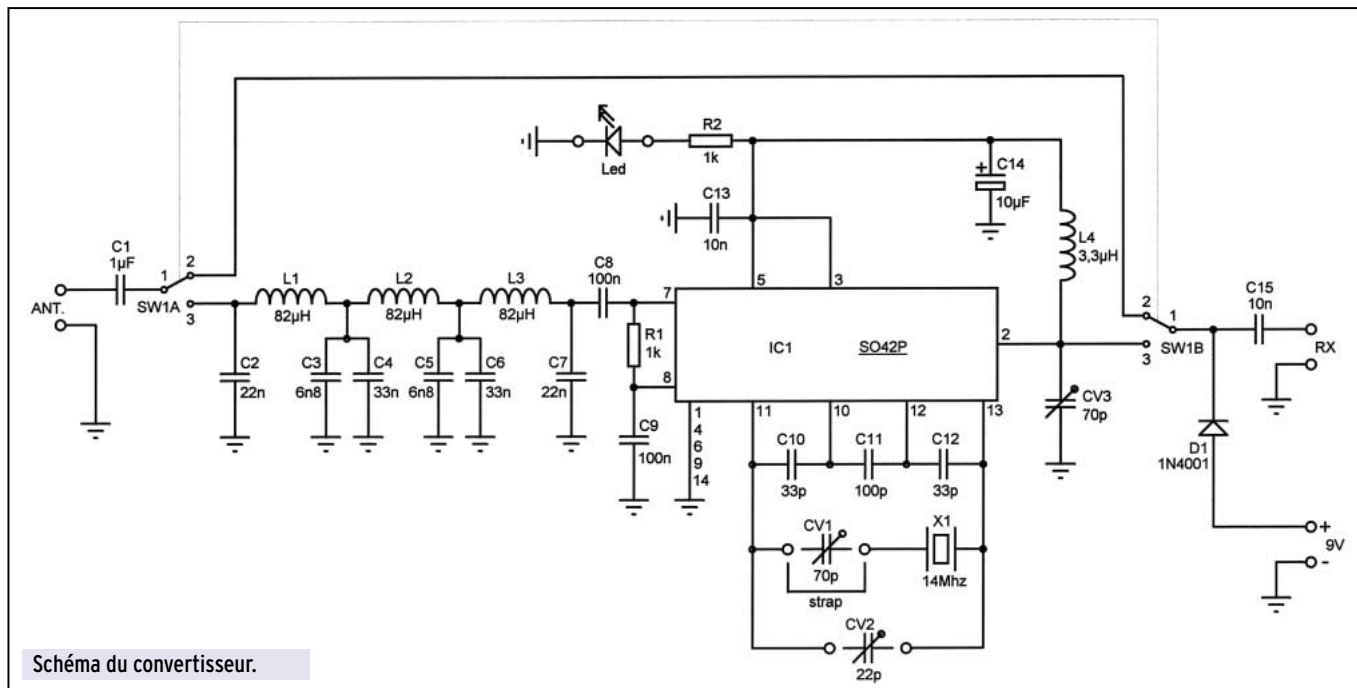 R2
1k
Led
C14
+
10µF
C13
10n
L4
3,3µH
C1
1µF
1
2
3
SW1A
ANT.
L1
82µH
L2
82µH
L3
82µH
C8
100n
7
5
3
R1
1k
8
IC1
SO42P
2
2
1
3
SW1B
C15
10n
RX
C2
22n
C3
6n8
C4
33n
C5
6n8
C6
33n
C7
22n
C9
100n
1
4
6
9
14
11
10
12
13
C10
33p
C11
100p
C12
33p
CV3
70p
D1
1N4001
CV1
70p
strap
X1
14Mhz
+
9V
-
CV2
22p
Schéma du convertisseur.